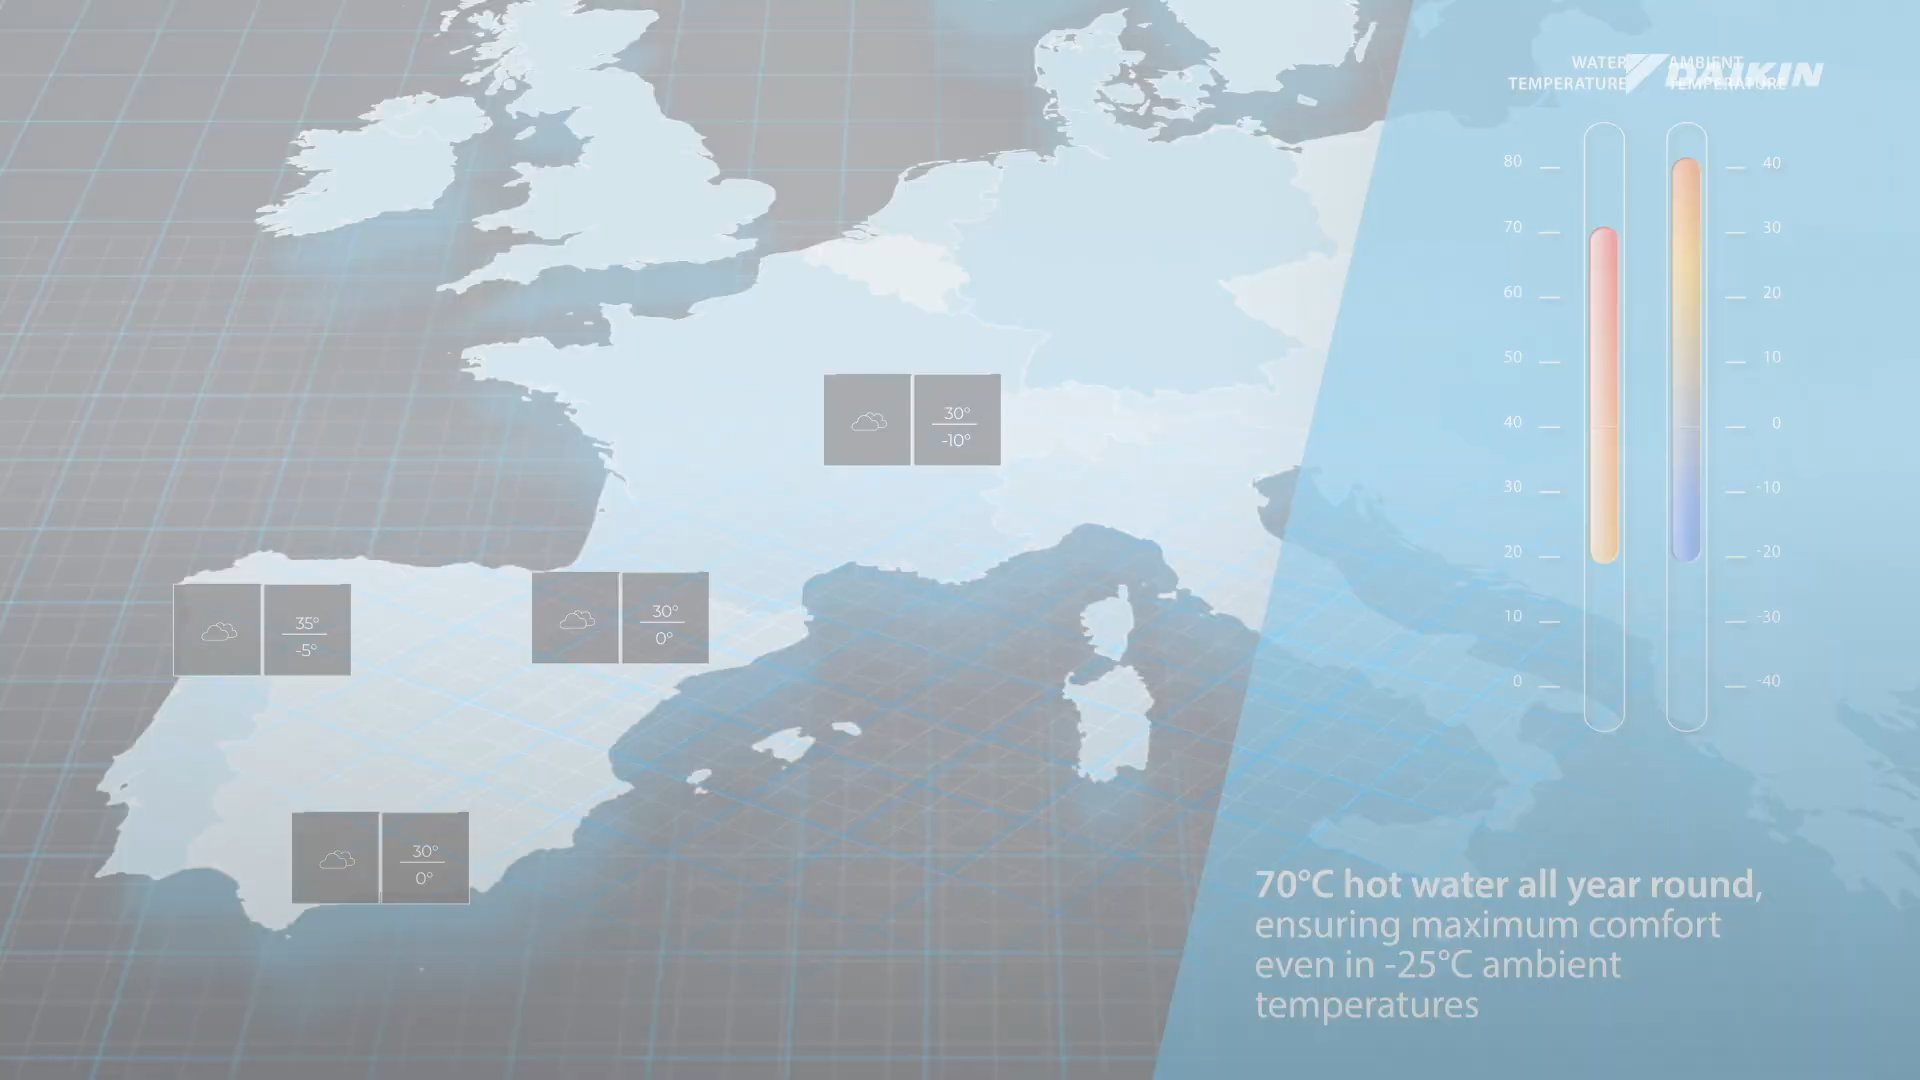 WATER
TEMPERATURE
AMBIENT
TEMPERATURE
DAIKIN
80
70
60
50
40
30
20
10
0
40
30
20
10
0
-10
-20
-30
-40
30°
-10°
35°
-5°
30°
0°
30°
0°
70°C hot water all year round,
ensuring maximum comfort
even in -25°C ambient
temperatures